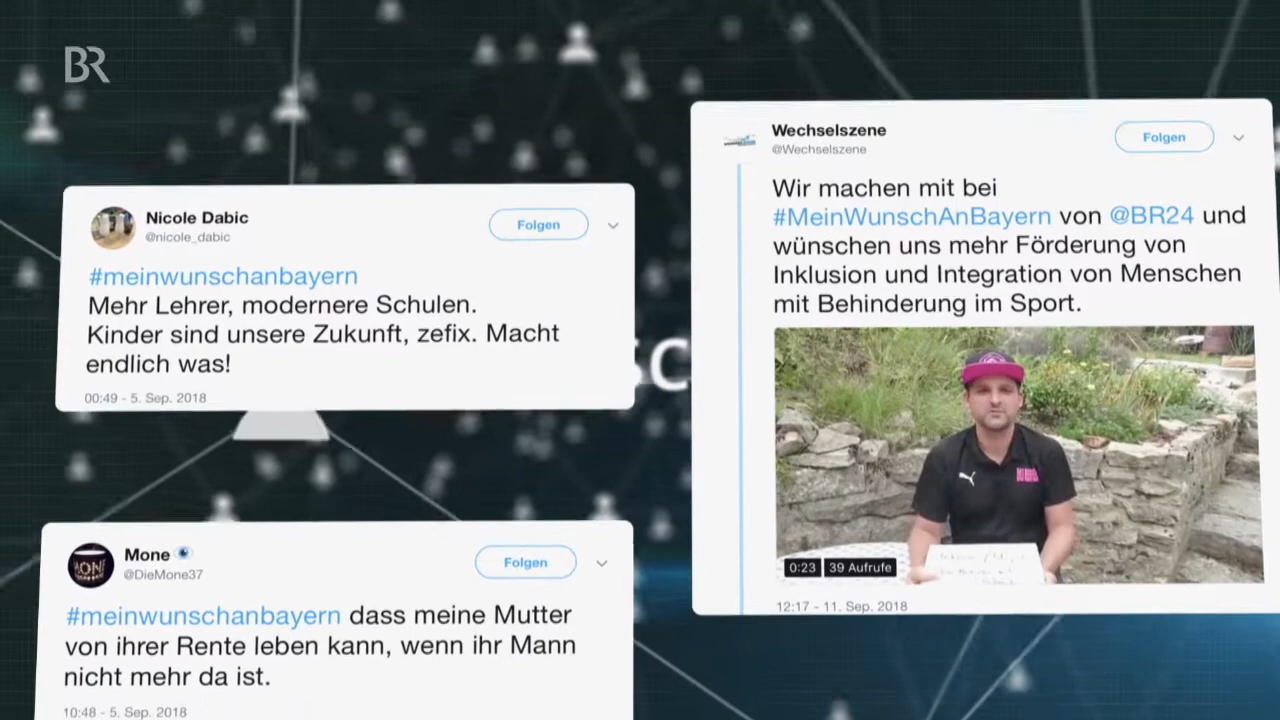 BR
Nicole Dabic
@nicole_dabic
Folgen
#meinwunschanbayern
Mehr Lehrer, modernere Schulen.
Kinder sind unsere Zukunft, zefix. Macht
endlich was!
00:49 - 5. Sep. 2018
Mone
@DieMone37
Folgen
#meinwunschanbayern dass meine Mutter
von ihrer Rente leben kann, wenn ihr Mann
nicht mehr da ist.
10:48 - 5. Sep. 2018
Wechselszene
@Wechselszene
Folgen
Wir machen mit bei
#MeinWunschAnBayern von @BR24 und
wünschen uns mehr Förderung von
Inklusion und Integration von Menschen
mit Behinderung im Sport.
0:23 39 Aufrufe
12:17 - 11. Sep. 2018